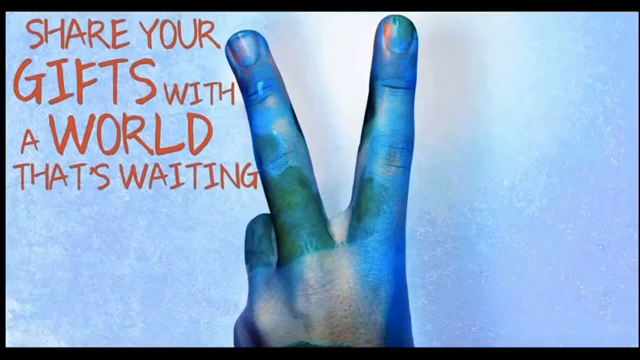 SHARE YOUR
GIFTS WITH
A WORLD
THAT'S WAITING